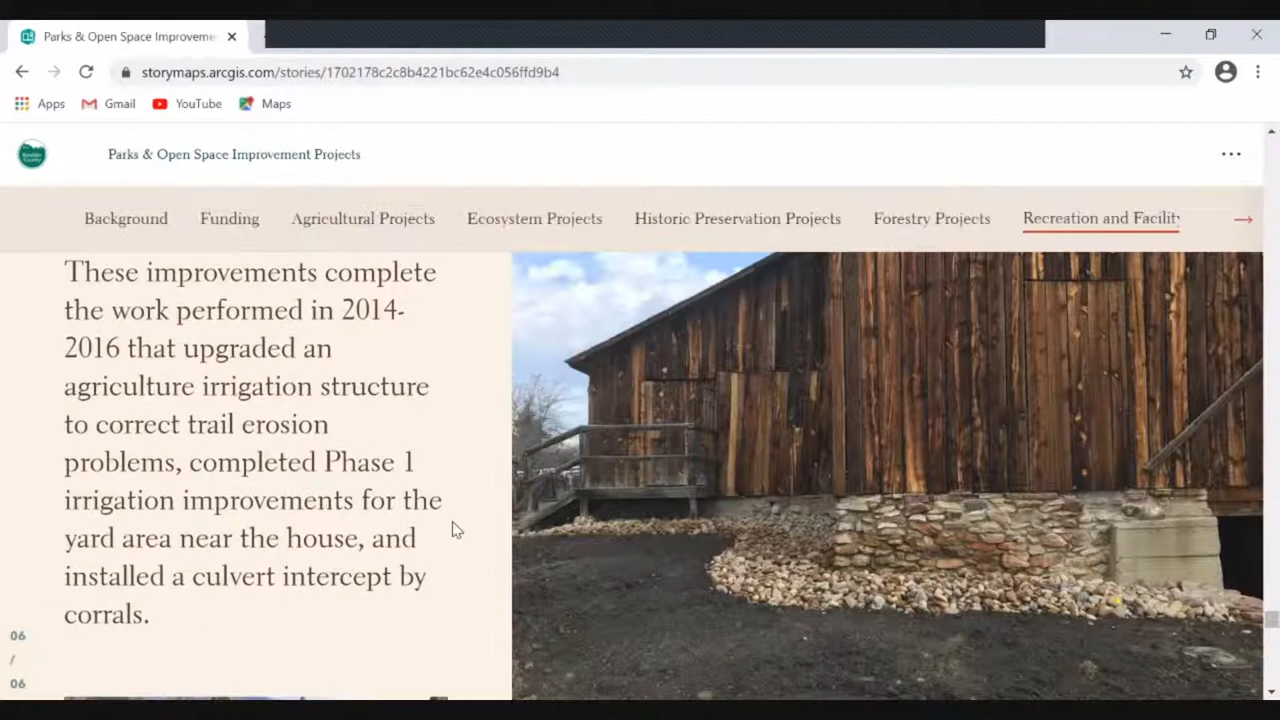 Parks & Open Space Improveme
storymaps.arcgis.com/stories/1702178c2c8b4221bc62e4c056ffd9b4
Apps Gmail YouTube Maps
Parks & Open Space Improvement Projects
Background Funding Agricultural Projects Ecosystem Projects Historic Preservation Projects Forestry Projects Recreation and Facility
These improvements complete
the work performed in 2014-
2016 that upgraded an
agriculture irrigation structure
to correct trail erosion
problems, completed Phase 1
irrigation improvements for the
yard area near the house, and
installed a culvert intercept by
corrals.
06
/
06